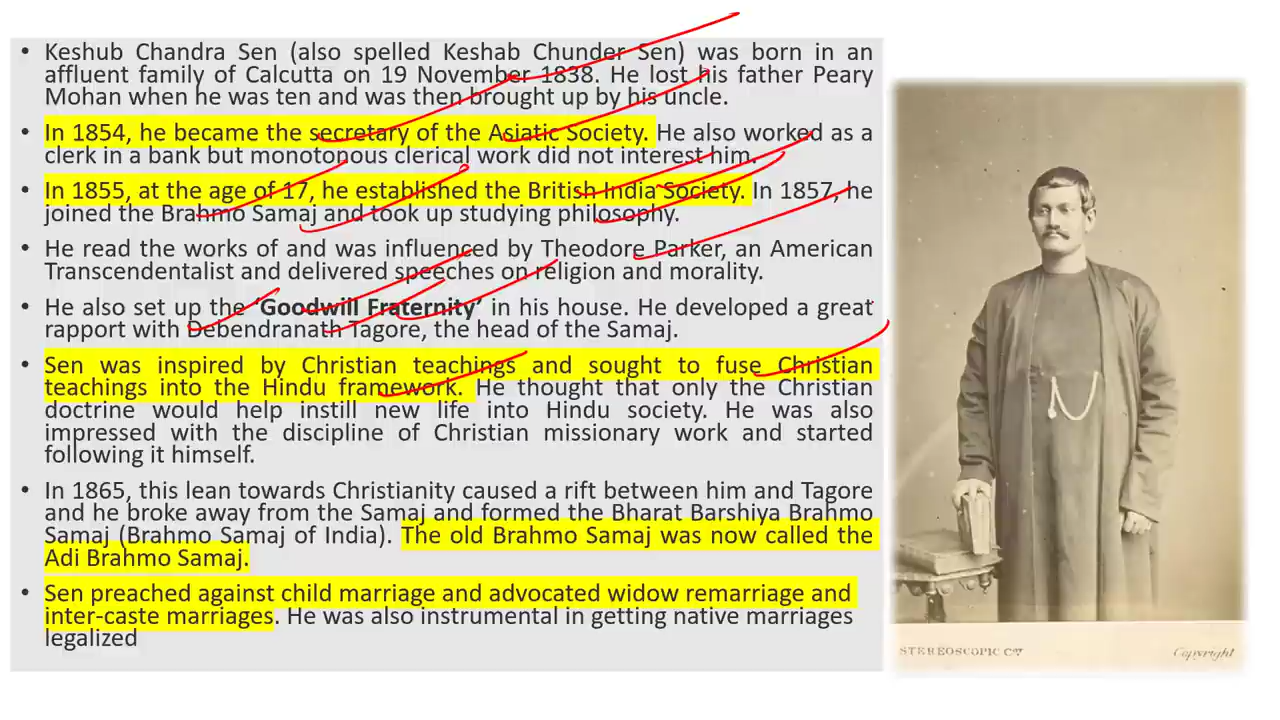 • Keshub Chandra Sen (also spelled Keshab Chunder Sen) was born in an
affluent family of Calcutta on 19 November 1838. He lost his father Peary
Mohan when he was ten and was then brought up by his uncle.
• In 1854, he became the secretary of the Asiatic Society. He also worked as a
clerk in a bank but monotonous clerical work did not interest him.
• In 1855, at the age of 17, he established the British India Society. In 1857, he
joined the Brahmo Samaj and took up studying philosophy.
• He read the works of and was influenced by Theodore Parker, an American
Transcendentalist and delivered speeches on religion and morality.
• He also set up the ‘Goodwill Fraternity’ in his house. He developed a great
rapport with Debendranath Tagore, the head of the Samaj.
• Sen was inspired by Christian teachings and sought to fuse Christian
teachings into the Hindu framework. He thought that only the Christian
doctrine would help instill new life into Hindu society. He was also
impressed with the discipline of Christian missionary work and started
following it himself.
• In 1865, this lean towards Christianity caused a rift between him and Tagore
and he broke away from the Samaj and formed the Bharat Barshiya Brahmo
Samaj (Brahmo Samaj of India). The old Brahmo Samaj was now called the
Adi Brahmo Samaj.
• Sen preached against child marriage and advocated widow remarriage and
inter-caste marriages. He was also instrumental in getting native marriages
legalized
STEREOSCOPIC Cᵒʸ
Copyright